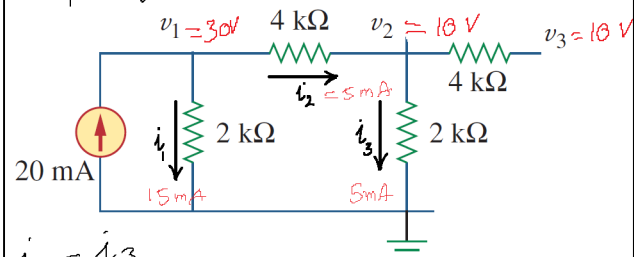 v₁ = 30V 4 kΩ v₂ = 10 V v₃ = 10 V
i₂ = 5mA 4 kΩ
i₁ 2 kΩ i₃ 2 kΩ
20 mA
15mA 5mA